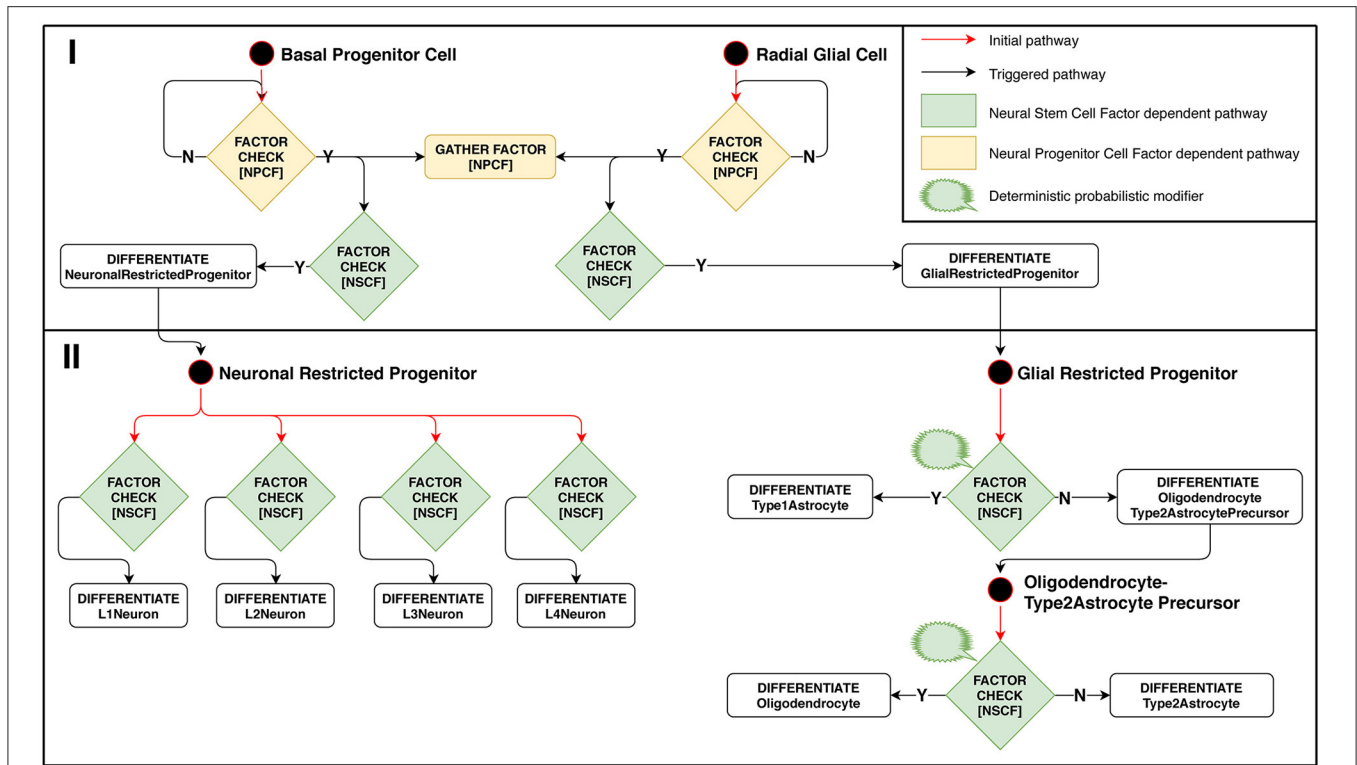 I
Basal Progenitor Cell
Radial Glial Cell
Initial pathway
Triggered pathway
Neural Stem Cell Factor dependent pathway
Neural Progenitor Cell Factor dependent pathway
Deterministic probabilistic modifier
N
FACTOR
CHECK
[NPCF]
Y
GATHER FACTOR
[NPCF]
Y
FACTOR
CHECK
[NPCF]
N
DIFFERENTIATE
NeuronalRestrictedProgenitor
Y
FACTOR
CHECK
[NSCF]
FACTOR
CHECK
[NSCF]
Y
DIFFERENTIATE
GlialRestrictedProgenitor
II
Neuronal Restricted Progenitor
Glial Restricted Progenitor
FACTOR
CHECK
[NSCF]
FACTOR
CHECK
[NSCF]
FACTOR
CHECK
[NSCF]
FACTOR
CHECK
[NSCF]
DIFFERENTIATE
Type1Astrocyte
Y
FACTOR
CHECK
[NSCF]
N
DIFFERENTIATE
Oligodendrocyte
Type2AstrocytePrecursor
DIFFERENTIATE
L1Neuron
DIFFERENTIATE
L2Neuron
DIFFERENTIATE
L3Neuron
DIFFERENTIATE
L4Neuron
Oligodendrocyte-
Type2Astrocyte Precursor
DIFFERENTIATE
Oligodendrocyte
Y
FACTOR
CHECK
[NSCF]
N
DIFFERENTIATE
Type2Astrocyte